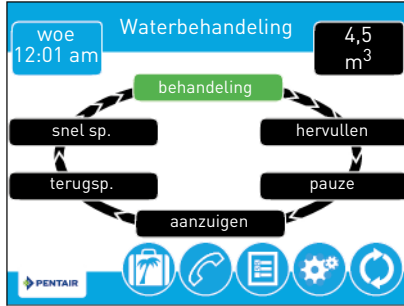 woe
12:01 am
Waterbehandeling
4,5
m³
behandeling
snel sp.
hervullen
terugsp.
pauze
aanzuigen
PENTAIR